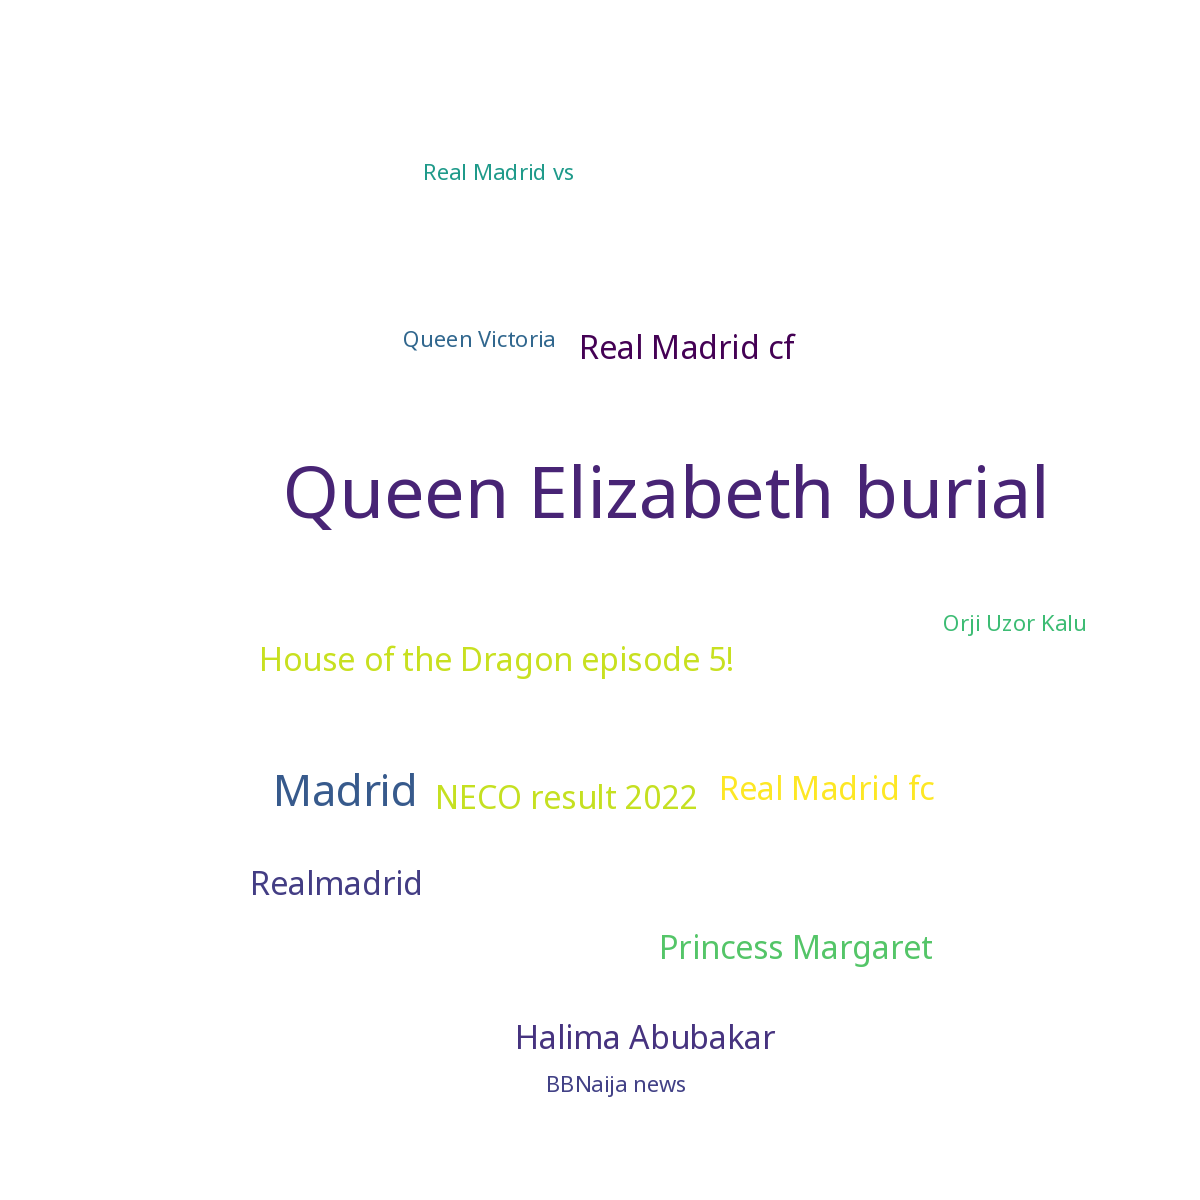 Real Madrid vs
Queen Victoria
Real Madrid cf
Queen Elizabeth burial
Orji Uzor Kalu
House of the Dragon episode 5!
Madrid
NECO result 2022
Real Madrid fc
Realmadrid
Princess Margaret
Halima Abubakar
BBNaija news